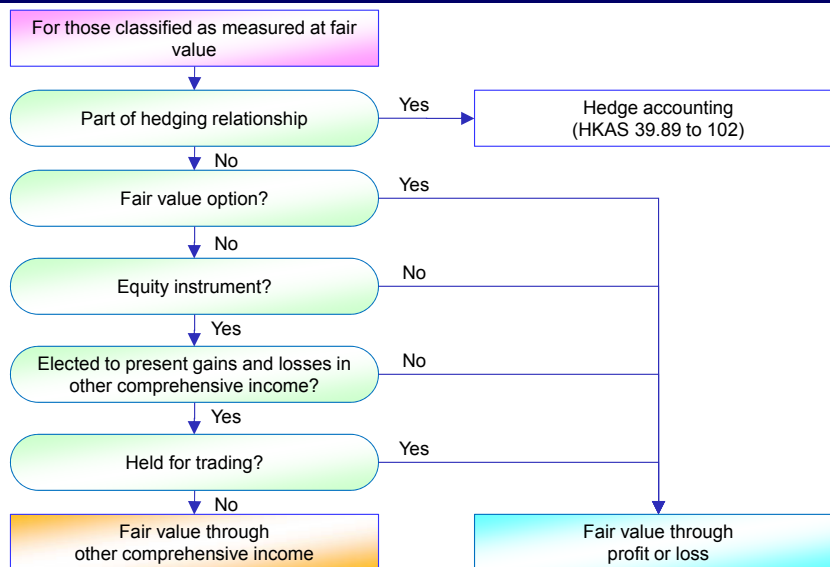 For those classified as measured at fair
value
Part of hedging relationship
Yes
Hedge accounting
(HKAS 39.89 to 102)
No
Fair value option?
Yes
No
Equity instrument?
No
Yes
Elected to present gains and losses in
other comprehensive income?
No
Yes
Held for trading?
Yes
No
Fair value through
other comprehensive income
Fair value through
profit or loss